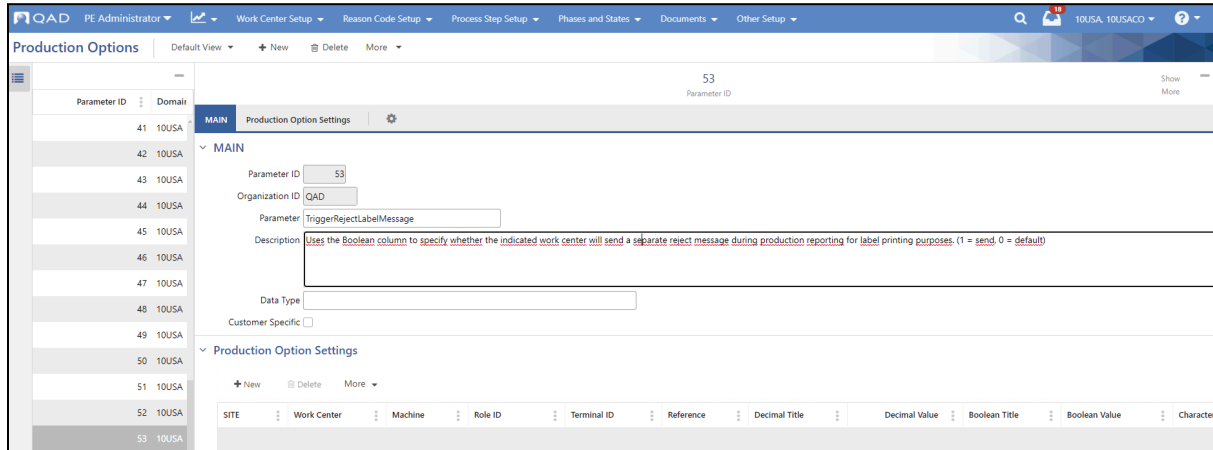 QAD PE Administrator Work Center Setup Reason Code Setup Process Step Setup Phases and States Documents Other Setup 18 10USA, 10USACO ?
Production Options Default View + New Delete More
53 Show
Parameter ID More
Parameter ID Domain
MAIN Production Option Settings
41 10USA
MAIN
42 10USA
Parameter ID 53
43 10USA
Organization ID QAD
44 10USA
Parameter TriggerRejectLabelMessage
45 10USA
Description Uses the Boolean column to specify whether the indicated work center will send a separate reject message during production reporting for label printing purposes. (1 = send, 0 = default)
46 10USA
47 10USA
Data Type
48 10USA
Customer Specific
49 10USA
Production Option Settings
50 10USA
51 10USA
+ New Delete More
52 10USA
SITE Work Center Machine Role ID Terminal ID Reference Decimal Title Decimal Value Boolean Title Boolean Value Character
53 10USA